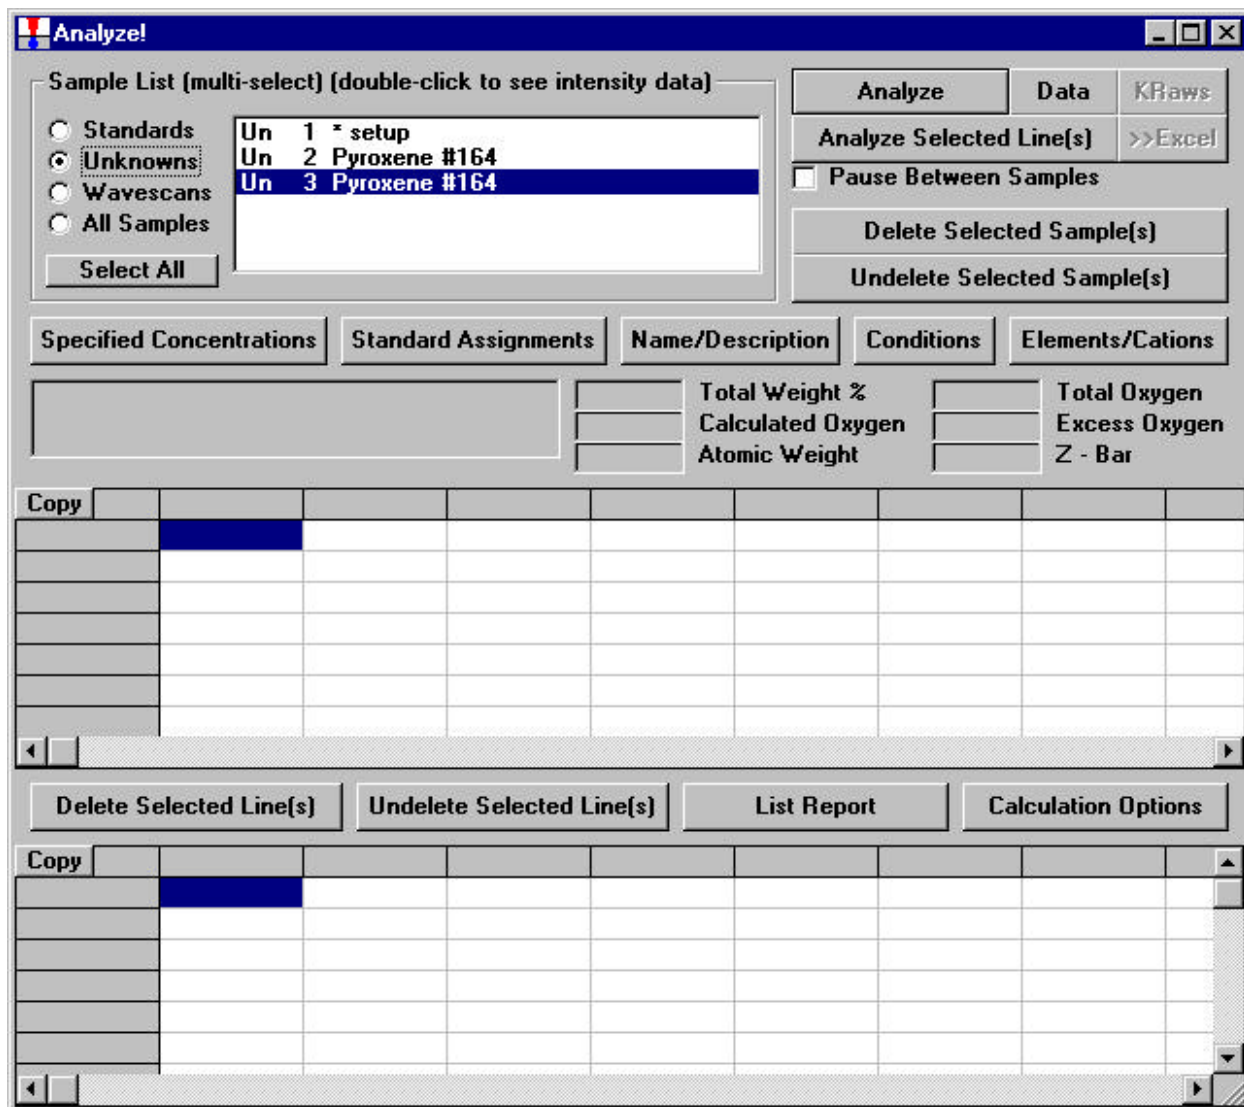 Analyze!
Sample List (multi-select) (double-click to see intensity data)
Standards
Unknowns
Wavescans
All Samples
Select All
Un 1 * setup
Un 2 Pyroxene #164
Un 3 Pyroxene #164
Analyze Data KRaws
Analyze Selected Line(s) >>Excel
Pause Between Samples
Delete Selected Sample(s)
Undelete Selected Sample(s)
Specified Concentrations Standard Assignments Name/Description Conditions Elements/Cations
Total Weight % Total Oxygen
Calculated Oxygen Excess Oxygen
Atomic Weight Z - Bar
Copy
Delete Selected Line(s) Undelete Selected Line(s) List Report Calculation Options
Copy